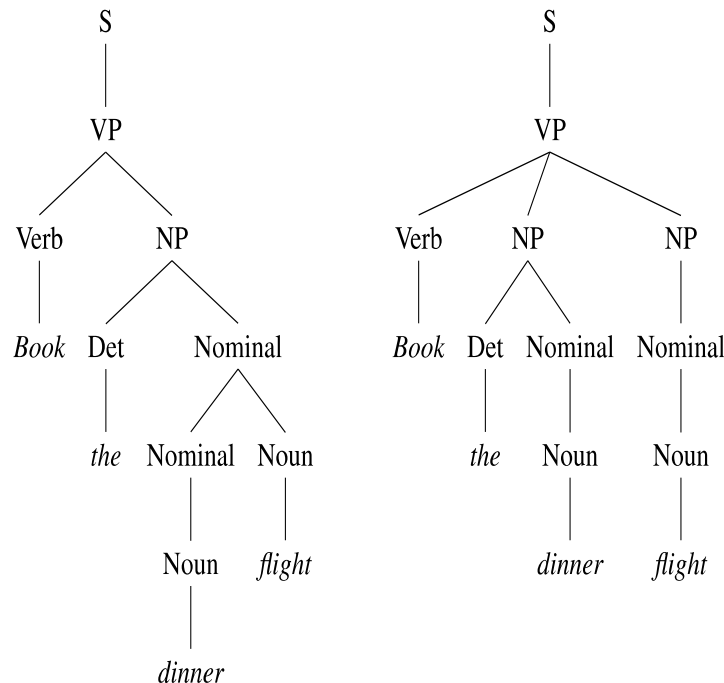 S S
VP VP
Verb NP Verb NP NP
Book Det Nominal Book Det Nominal Nominal
the Nominal Noun the Noun Noun
Noun flight dinner flight
dinner